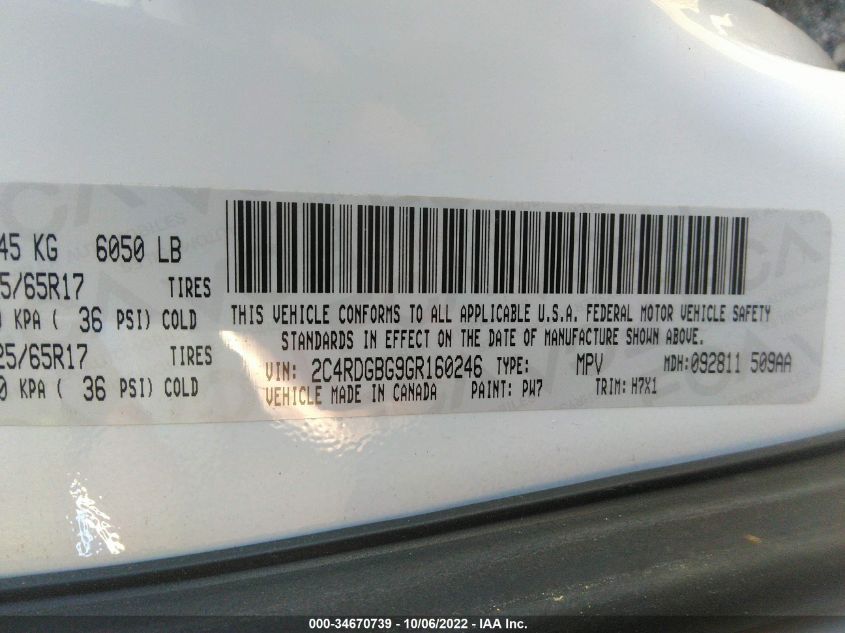 45 KG 6050 LB
5/65R17 TIRES
KPA ( 36 PSI) COLD
25/65R17 TIRES
0 KPA ( 36 PSI) COLD
THIS VEHICLE CONFORMS TO ALL APPLICABLE U.S.A. FEDERAL MOTOR VEHICLE SAFETY
STANDARDS IN EFFECT ON THE DATE OF MANUFACTURE SHOWN ABOVE.
VIN: 2C4RDGBG9GR160246 TYPE: MPV MDH:092811 509AA
VEHICLE MADE IN CANADA PAINT: PW7 TRIM: H7X1
000-34670739 - 10/06/2022 - IAA Inc.